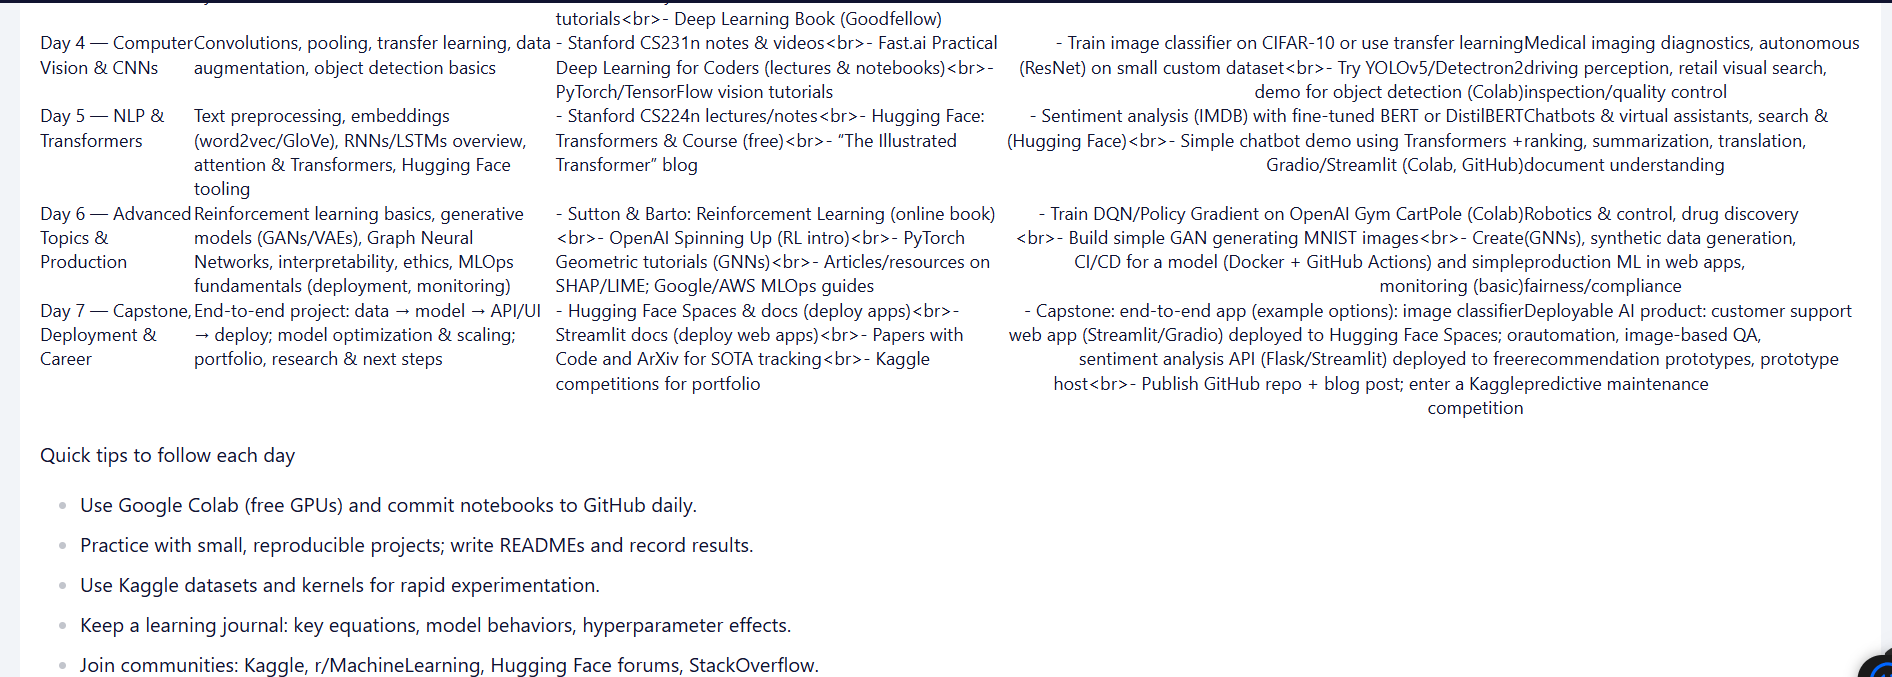 tutorials<br>- Deep Learning Book (Goodfellow)
Day 4 — Computer Vision & CNNs
Convolutions, pooling, transfer learning, data augmentation, object detection basics
- Stanford CS231n notes & videos<br>- Fast.ai Practical Deep Learning for Coders (lectures & notebooks)<br>- PyTorch/TensorFlow vision tutorials
- Train image classifier on CIFAR-10 or use transfer learning (ResNet) on small custom dataset<br>- Try YOLOv5/Detectron2 demo for object detection (Colab)
Medical imaging diagnostics, autonomous driving perception, retail visual search, inspection/quality control
Day 5 — NLP & Transformers
Text preprocessing, embeddings (word2vec/GloVe), RNNs/LSTMs overview, attention & Transformers, Hugging Face tooling
- Stanford CS224n lectures/notes<br>- Hugging Face: Transformers & Course (free)<br>- “The Illustrated Transformer” blog
- Sentiment analysis (IMDB) with fine-tuned BERT or DistilBERT (Hugging Face)<br>- Simple chatbot demo using Transformers + Gradio/Streamlit (Colab, GitHub)
Chatbots & virtual assistants, search & ranking, summarization, translation, document understanding
Day 6 — Advanced Topics & Production
Reinforcement learning basics, generative models (GANs/VAEs), Graph Neural Networks, interpretability, ethics, MLOps fundamentals (deployment, monitoring)
- Sutton & Barto: Reinforcement Learning (online book)<br>- OpenAI Spinning Up (RL intro)<br>- PyTorch Geometric tutorials (GNNs)<br>- Articles/resources on SHAP/LIME; Google/AWS MLOps guides
- Train DQN/Policy Gradient on OpenAI Gym CartPole (Colab)<br>- Build simple GAN generating MNIST images<br>- Create CI/CD for a model (Docker + GitHub Actions) and simple monitoring (basic)
Robotics & control, drug discovery (GNNs), synthetic data generation, production ML in web apps, fairness/compliance
Day 7 — Capstone, Deployment & Career
End-to-end project: data → model → API/UI → deploy; model optimization & scaling; portfolio, research & next steps
- Hugging Face Spaces & docs (deploy apps)<br>- Streamlit docs (deploy web apps)<br>- Papers with Code and ArXiv for SOTA tracking<br>- Kaggle competitions for portfolio
- Capstone: end-to-end app (example options): image classifier web app (Streamlit/Gradio) deployed to Hugging Face Spaces; or sentiment analysis API (Flask/Streamlit) deployed to free host<br>- Publish GitHub repo + blog post; enter a Kaggle competition
Deployable AI product: customer support automation, image-based QA, recommendation prototypes, prototype predictive maintenance
Quick tips to follow each day
Use Google Colab (free GPUs) and commit notebooks to GitHub daily.
Practice with small, reproducible projects; write READMEs and record results.
Use Kaggle datasets and kernels for rapid experimentation.
Keep a learning journal: key equations, model behaviors, hyperparameter effects.
Join communities: Kaggle, r/MachineLearning, Hugging Face forums, StackOverflow.